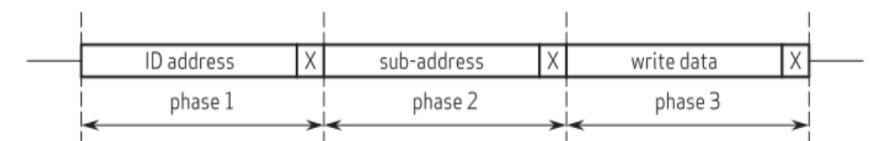 ID address X sub-address X write data X
phase 1 phase 2 phase 3